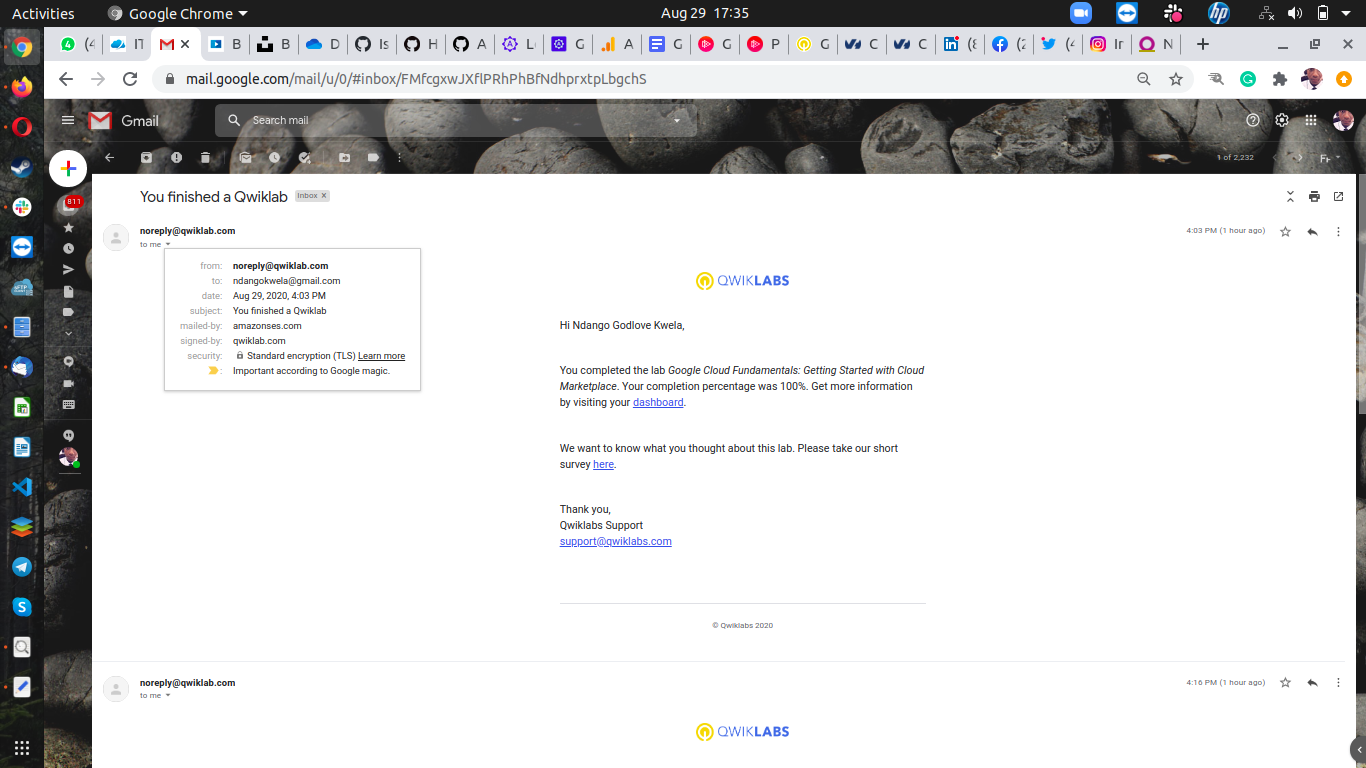 Activities
Google Chrome
Aug 29 17:35
mail.google.com/mail/u/0/#inbox/FMfcgxwJXflPRhPhBfNdhprxtpLbgchS
Gmail
Search mail
1 of 2,232
811
You finished a Qwiklab
Inbox x
noreply@qwiklab.com
4:03 PM (1 hour ago)
to me
from: noreply@qwiklab.com
to: ndangokwela@gmail.com
date: Aug 29, 2020, 4:03 PM
subject: You finished a Qwiklab
mailed-by: amazonses.com
signed-by: qwiklab.com
security: Standard encryption (TLS) Learn more
: Important according to Google magic.
QWIKLABS
Hi Ndango Godlove Kwela,
You completed the lab Google Cloud Fundamentals: Getting Started with Cloud
Marketplace. Your completion percentage was 100%. Get more information
by visiting your dashboard.
We want to know what you thought about this lab. Please take our short
survey here.
Thank you,
Qwiklabs Support
support@qwiklabs.com
© Qwiklabs 2020
noreply@qwiklab.com
4:16 PM (1 hour ago)
to me
QWIKLABS